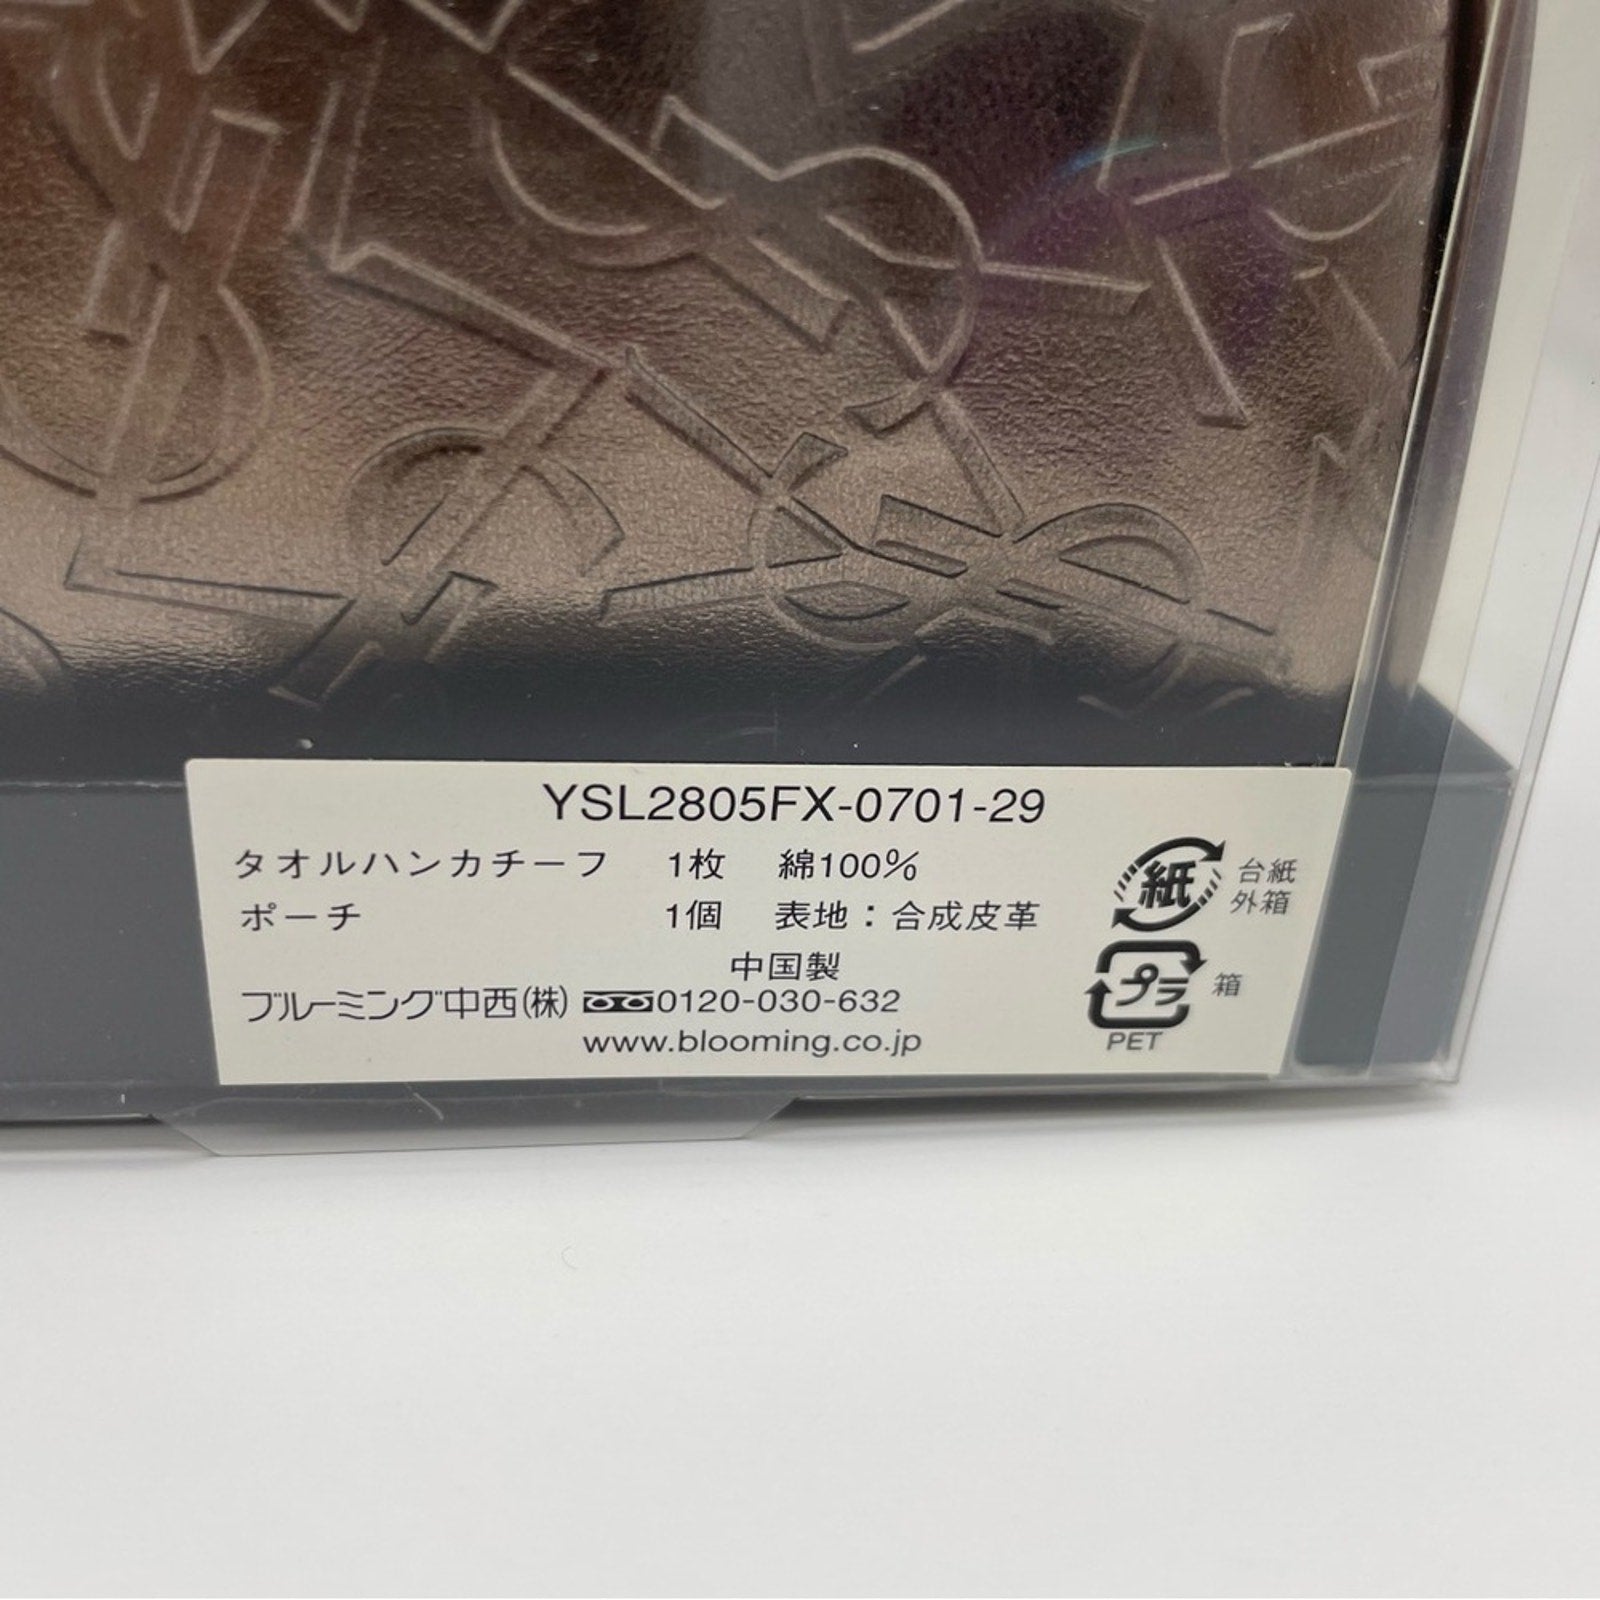 YSL2805FX-0701-29
タオルハンカチーフ 1枚 綿100%
ポーチ 1個 表地：合成皮革
中国製
ブルーミング中西(株) 0120-030-632
www.blooming.co.jp
紙 台紙
外箱
プラ 箱
PET